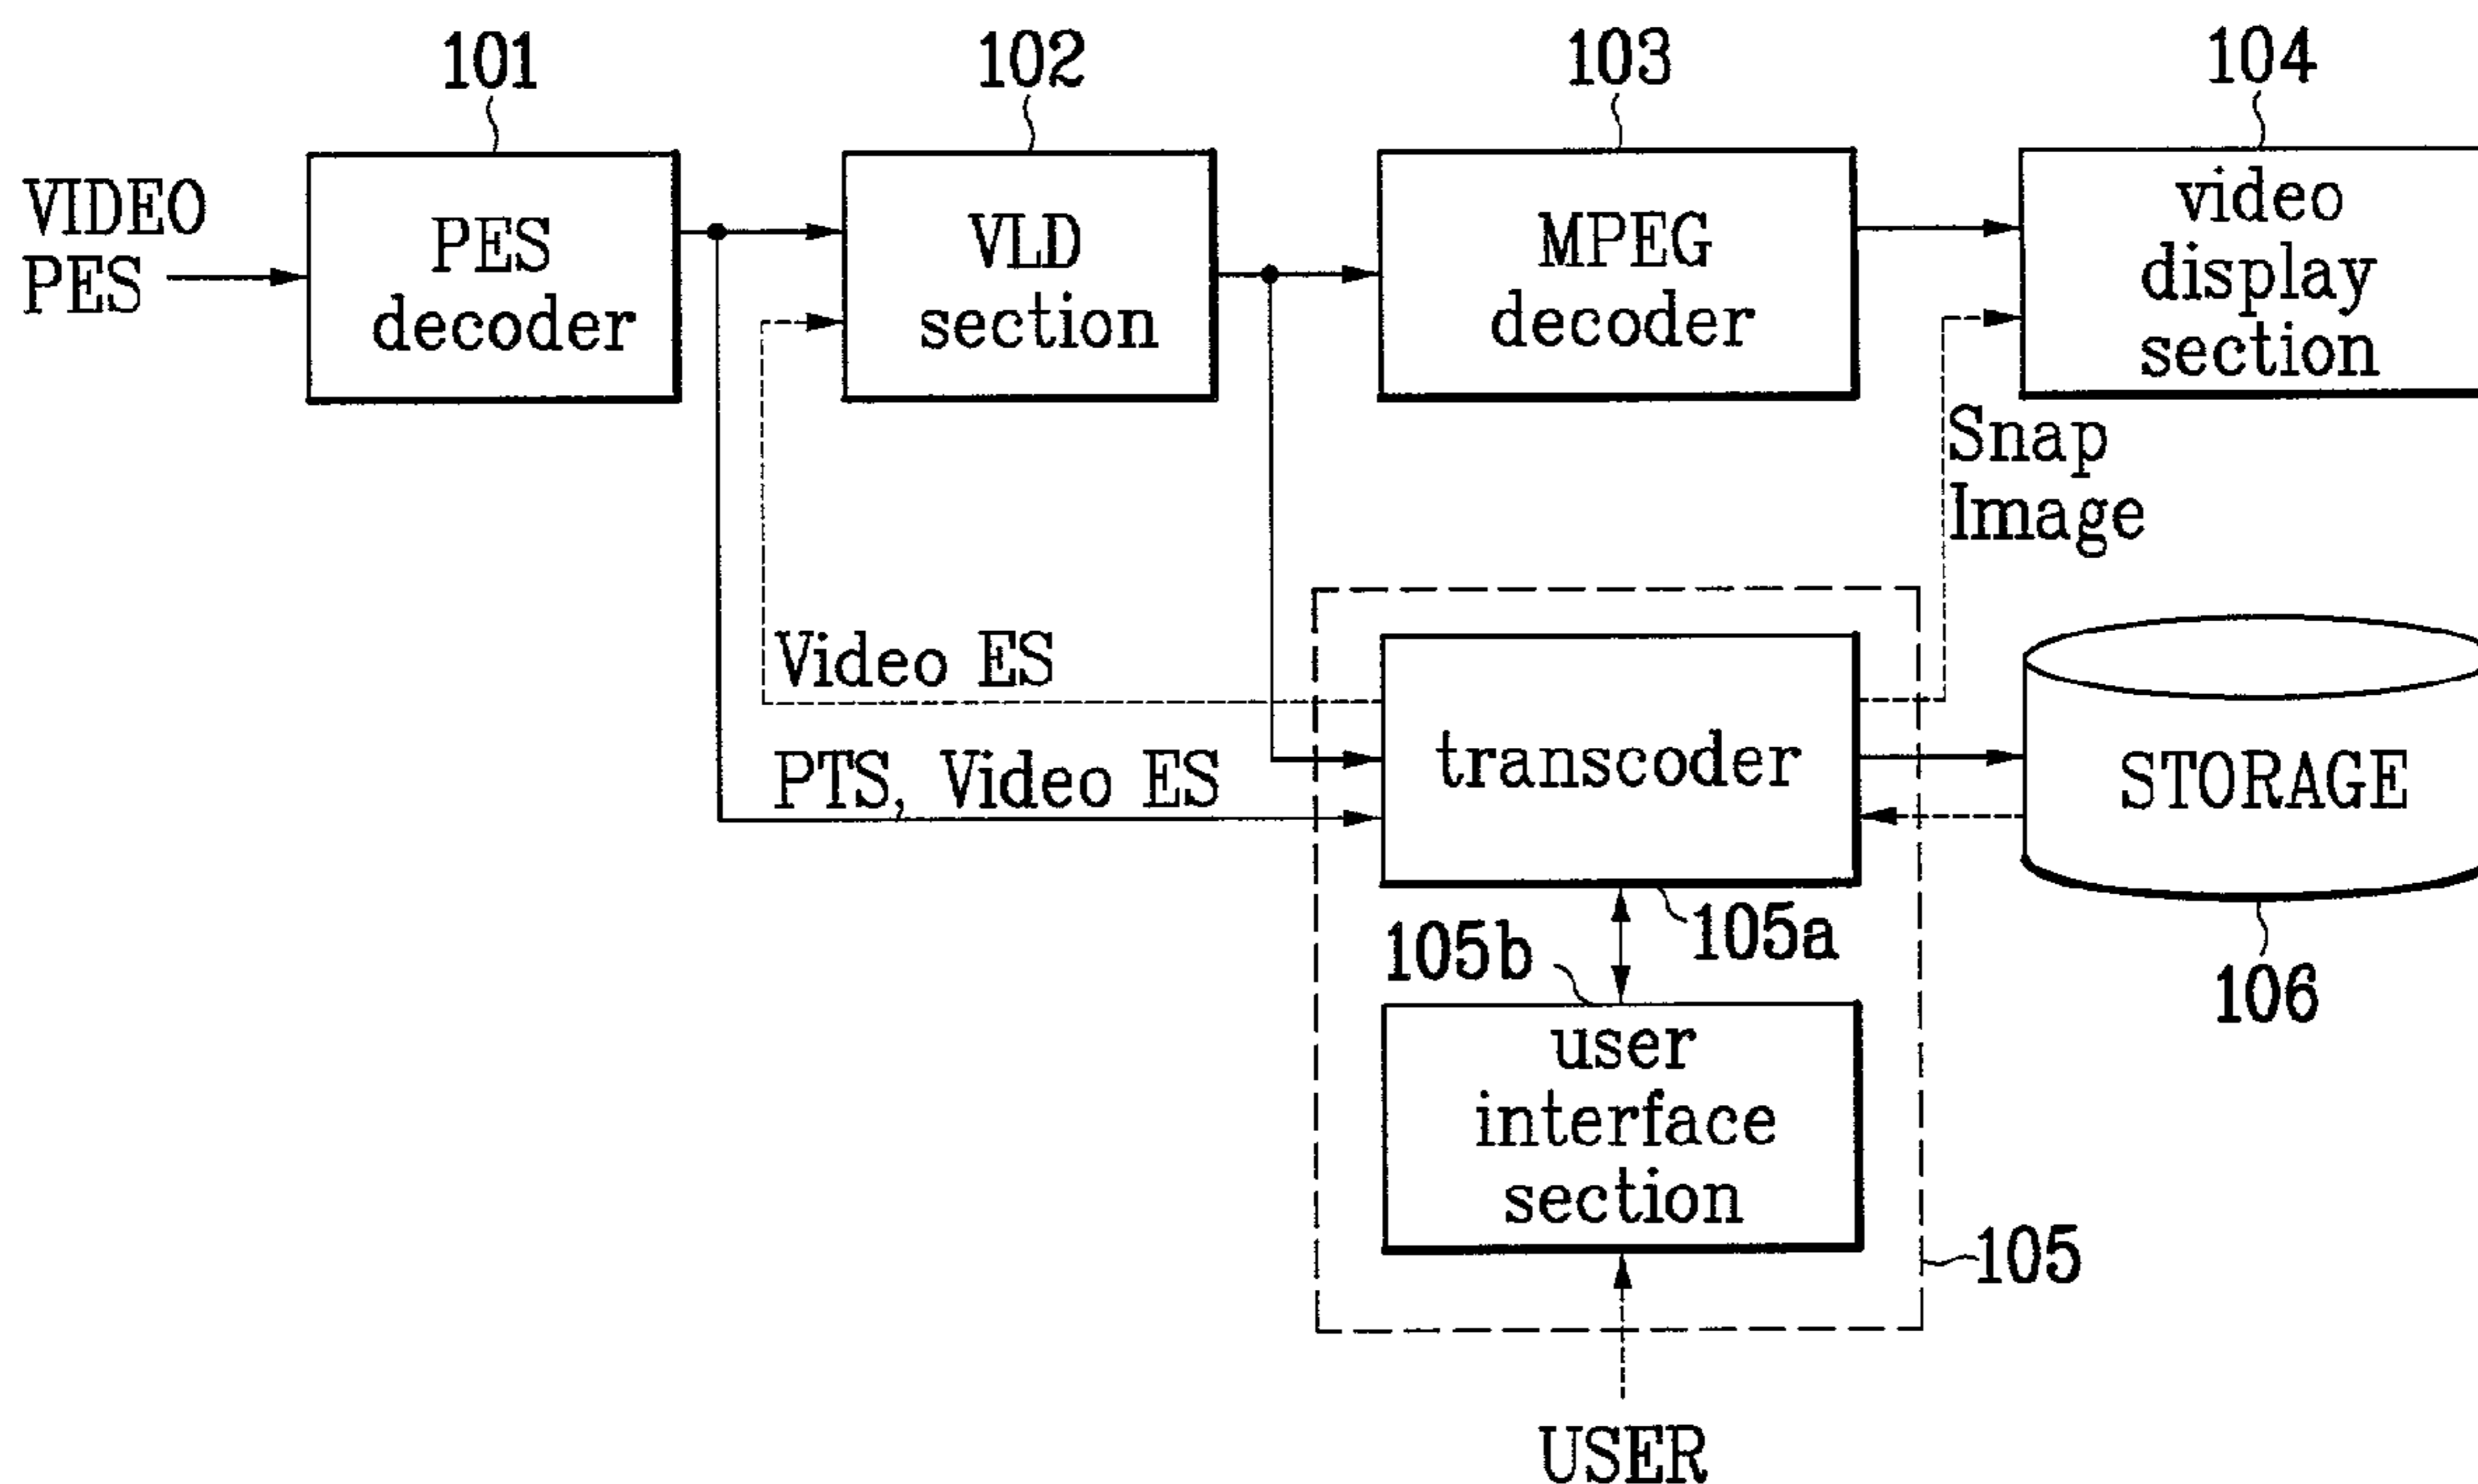 101
102
103
104
VIDEO
PES
PES
decoder
VLD
section
MPEG
decoder
video
display
section
Snap
Image
Video ES
PTS, Video ES
transcoder
STORAGE
105a
105b
106
user
interface
section
105
USER